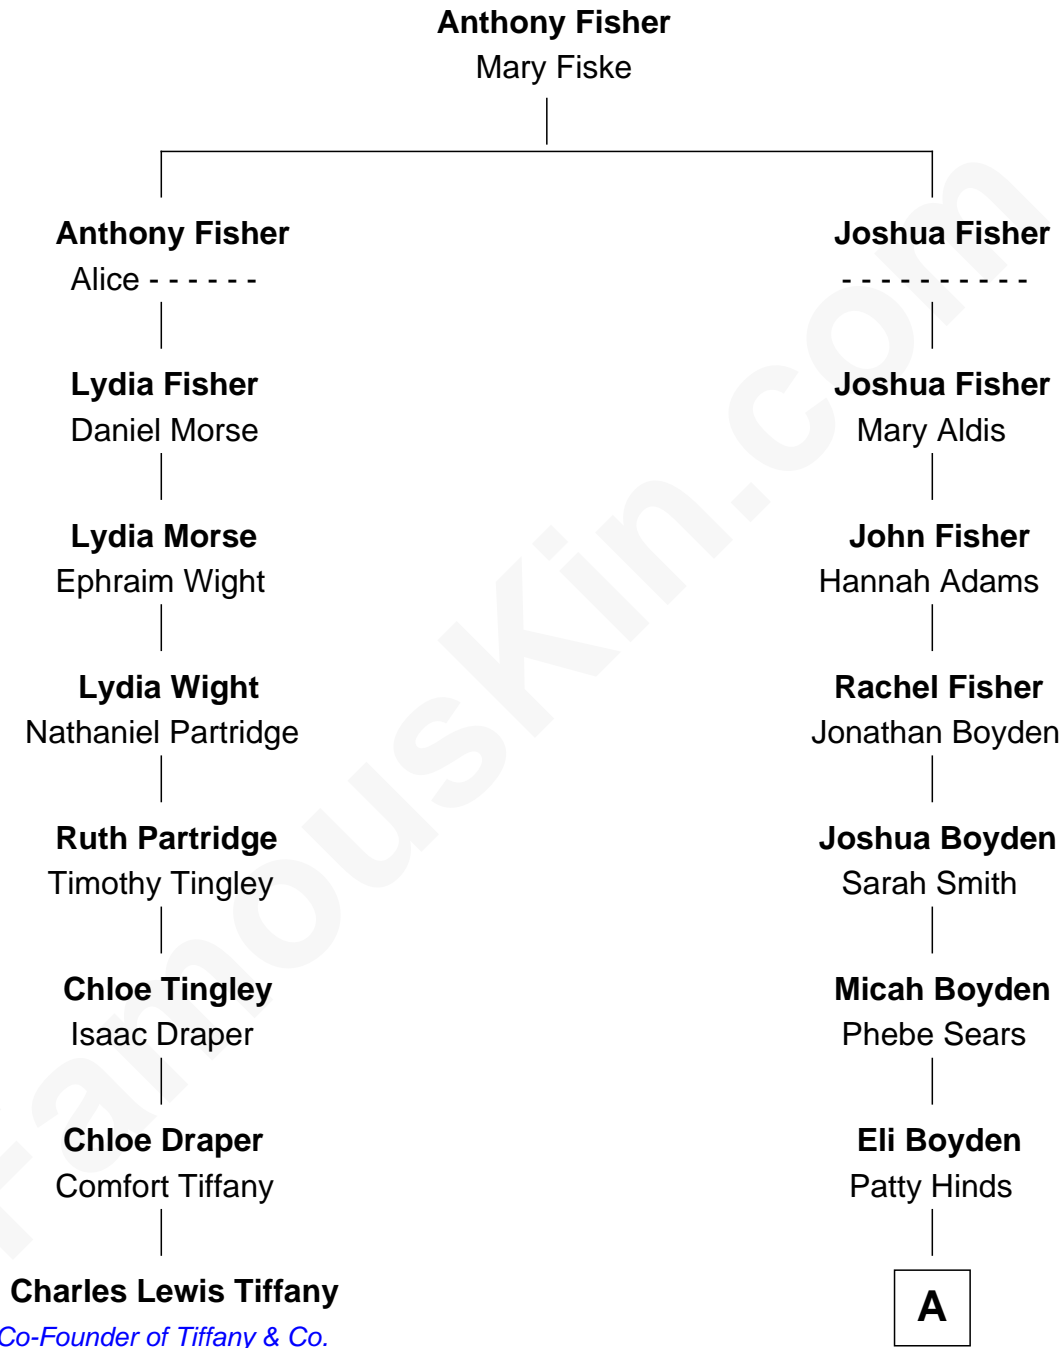 Anthony Fisher
Mary Fiske
Anthony Fisher
Alice - - - - - -
Joshua Fisher
- - - - - - - - - -
Lydia Fisher
Daniel Morse
Joshua Fisher
Mary Aldis
Lydia Morse
Ephraim Wight
John Fisher
Hannah Adams
Lydia Wight
Nathaniel Partridge
Rachel Fisher
Jonathan Boyden
Ruth Partridge
Timothy Tingley
Joshua Boyden
Sarah Smith
Chloe Tingley
Isaac Draper
Micah Boyden
Phebe Sears
Chloe Draper
Comfort Tiffany
Eli Boyden
Patty Hinds
Charles Lewis Tiffany
Co-Founder of Tiffany & Co.
A
FamousKin.com